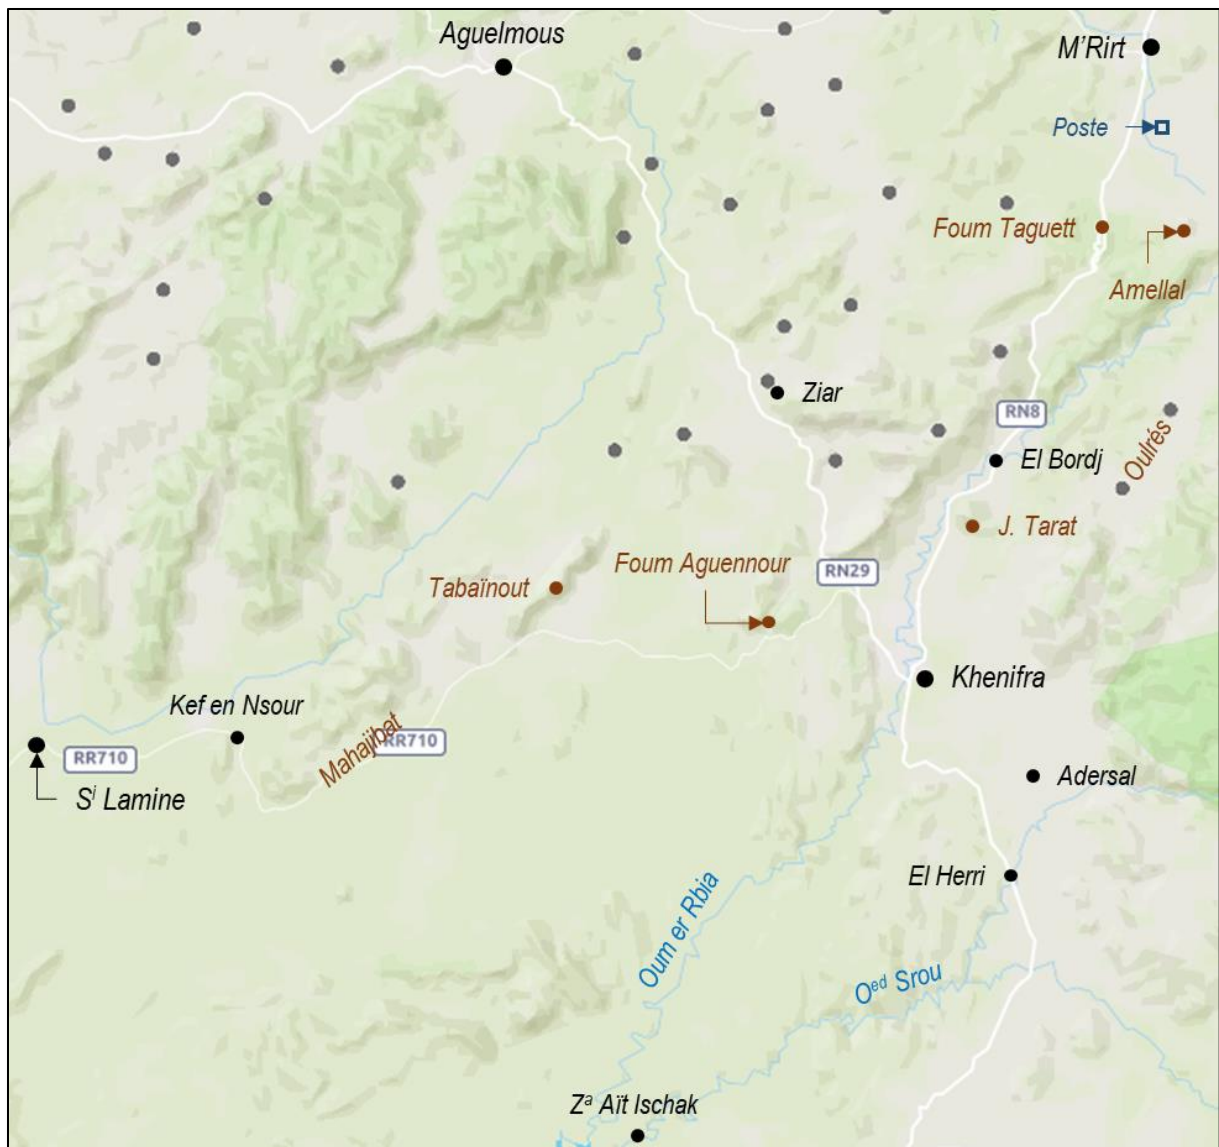 Aguelmous
M'Rirt
Poste
Foum Taguett
Amellal
Ziar
RN8
Oulrés
El Bordj
J. Tarat
Foum Aguennour
RN29
Tabaïnout
Khenifra
Kef en Nsour
Mahajibat
RR710
RR710
Sⁱ Lamine
Adersal
El Herri
Oum er Rbia
Oᵉᵈ Srou
Zᵃ Aït Ischak